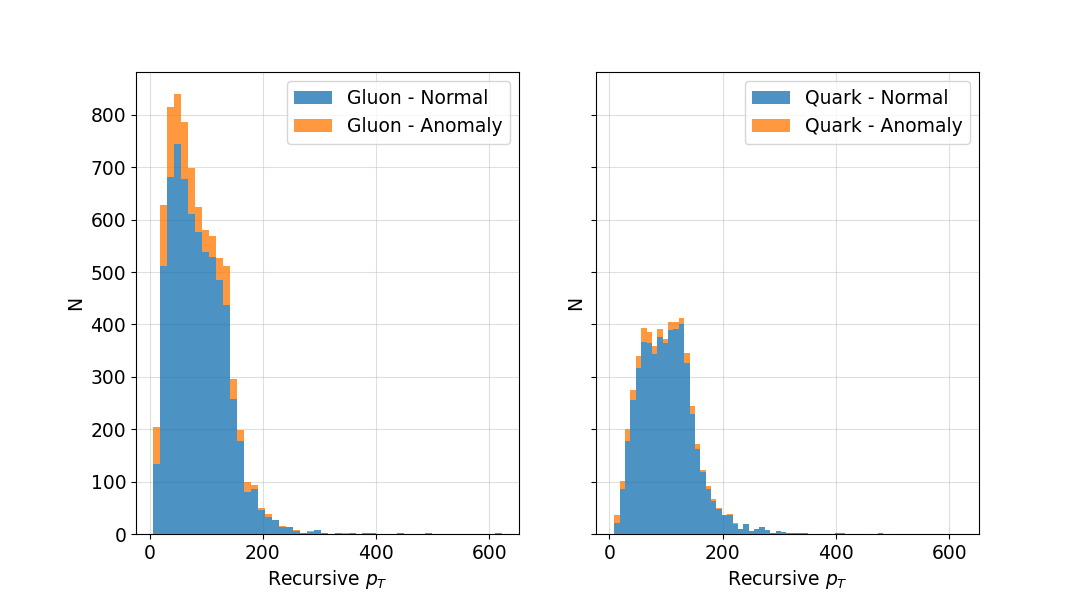 Gluon - Normal
Gluon - Anomaly
N
800
700
600
500
400
300
200
100
0
0 200 400 600
Recursive $p_T$
Quark - Normal
Quark - Anomaly
N
0 200 400 600
Recursive $p_T$